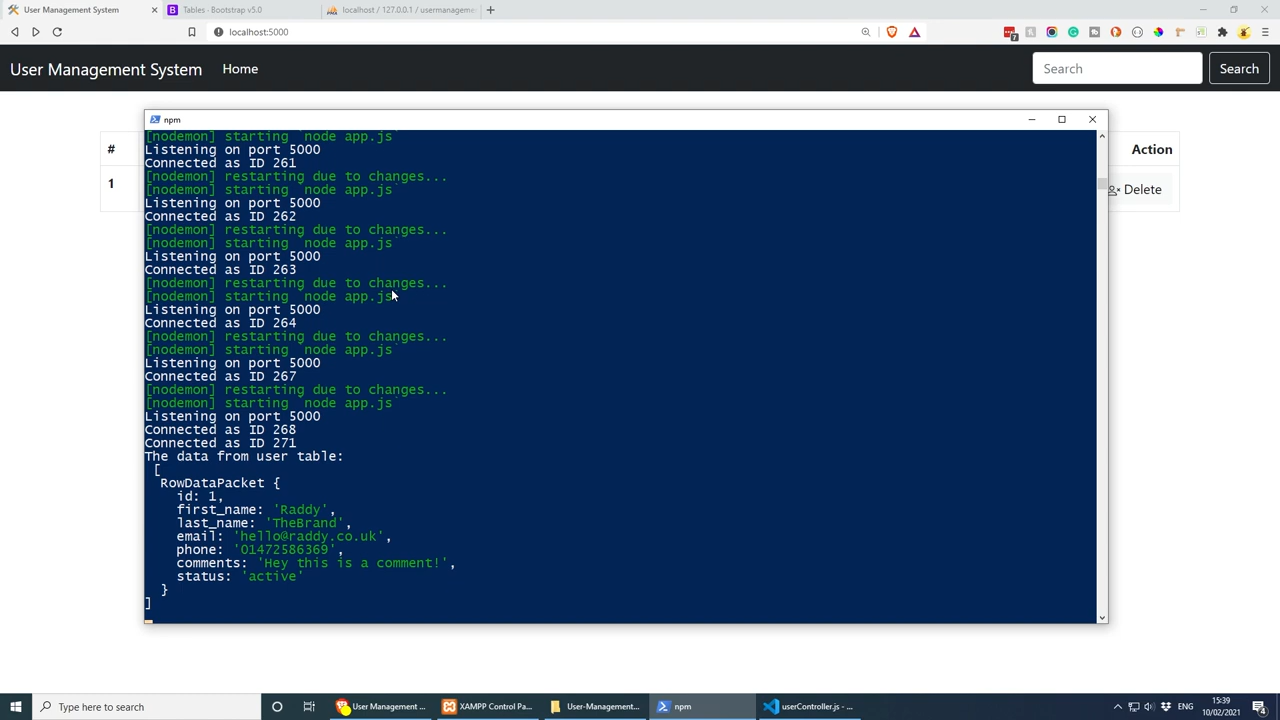 User Management System
Tables - Bootstrap v5.0
localhost / 127.0.0.1 / usermanageme
localhost:5000
7
User Management System
Home
Search
Search
npm
#
Action
1
Delete
[nodemon] starting `node app.js`
Listening on port 5000
Connected as ID 261
[nodemon] restarting due to changes...
[nodemon] starting `node app.js`
Listening on port 5000
Connected as ID 262
[nodemon] restarting due to changes...
[nodemon] starting `node app.js`
Listening on port 5000
Connected as ID 263
[nodemon] restarting due to changes...
[nodemon] starting `node app.js`
Listening on port 5000
Connected as ID 264
[nodemon] restarting due to changes...
[nodemon] starting `node app.js`
Listening on port 5000
Connected as ID 267
[nodemon] restarting due to changes...
[nodemon] starting `node app.js`
Listening on port 5000
Connected as ID 268
Connected as ID 271
The data from user table:
[
RowDataPacket {
id: 1,
first_name: 'Raddy',
last_name: 'TheBrand',
email: 'hello@raddy.co.uk',
phone: '01472586369',
comments: 'Hey this is a comment!',
status: 'active'
}
]
Type here to search
User Management ...
XAMPP Control Pa...
User-Management...
npm
userController.js - ...
ENG
15:39
10/02/2021
4